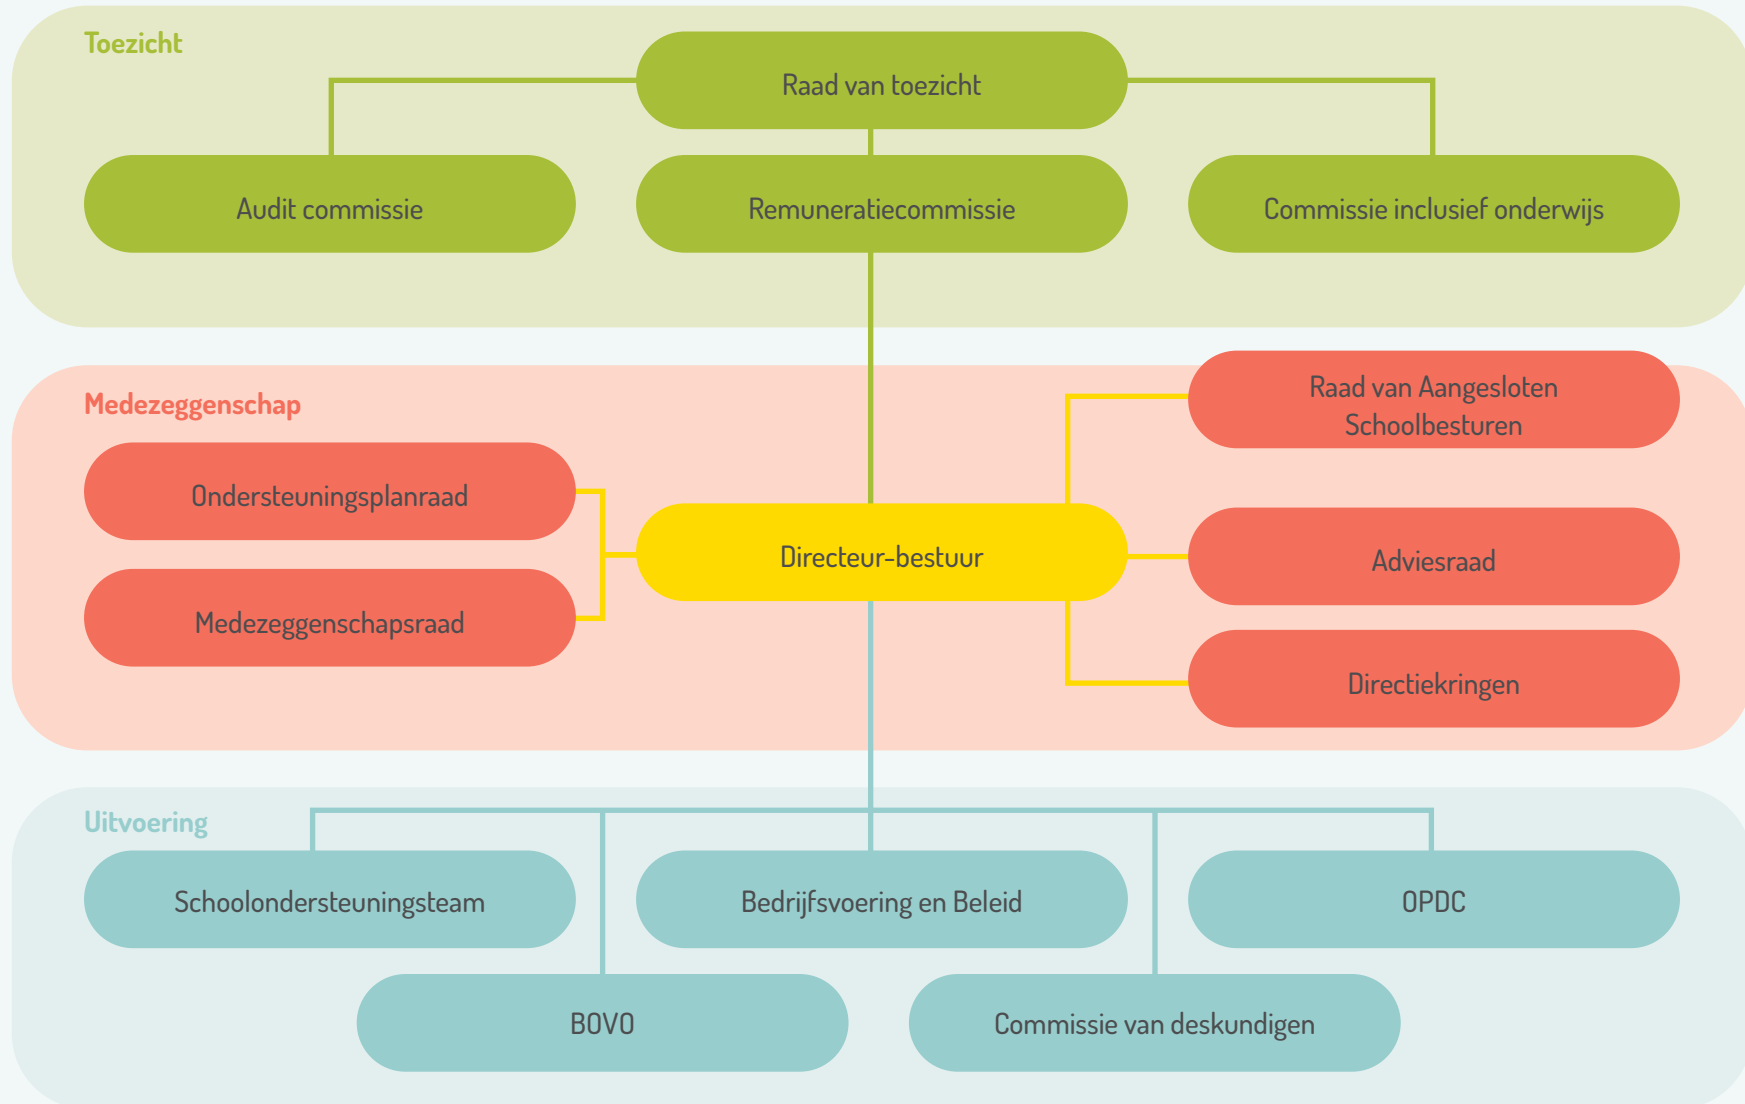 Toezicht
Raad van toezicht
Audit commissie
Remuneratiecommissie
Commissie inclusief onderwijs
Medezeggenschap
Raad van Aangesloten
Schoolbesturen
Ondersteuningsplanraad
Directeur-bestuur
Adviesraad
Medezeggenschapsraad
Directiekringen
Uitvoering
Schoolondersteuningsteam
Bedrijfsvoering en Beleid
OPDC
BOVO
Commissie van deskundigen